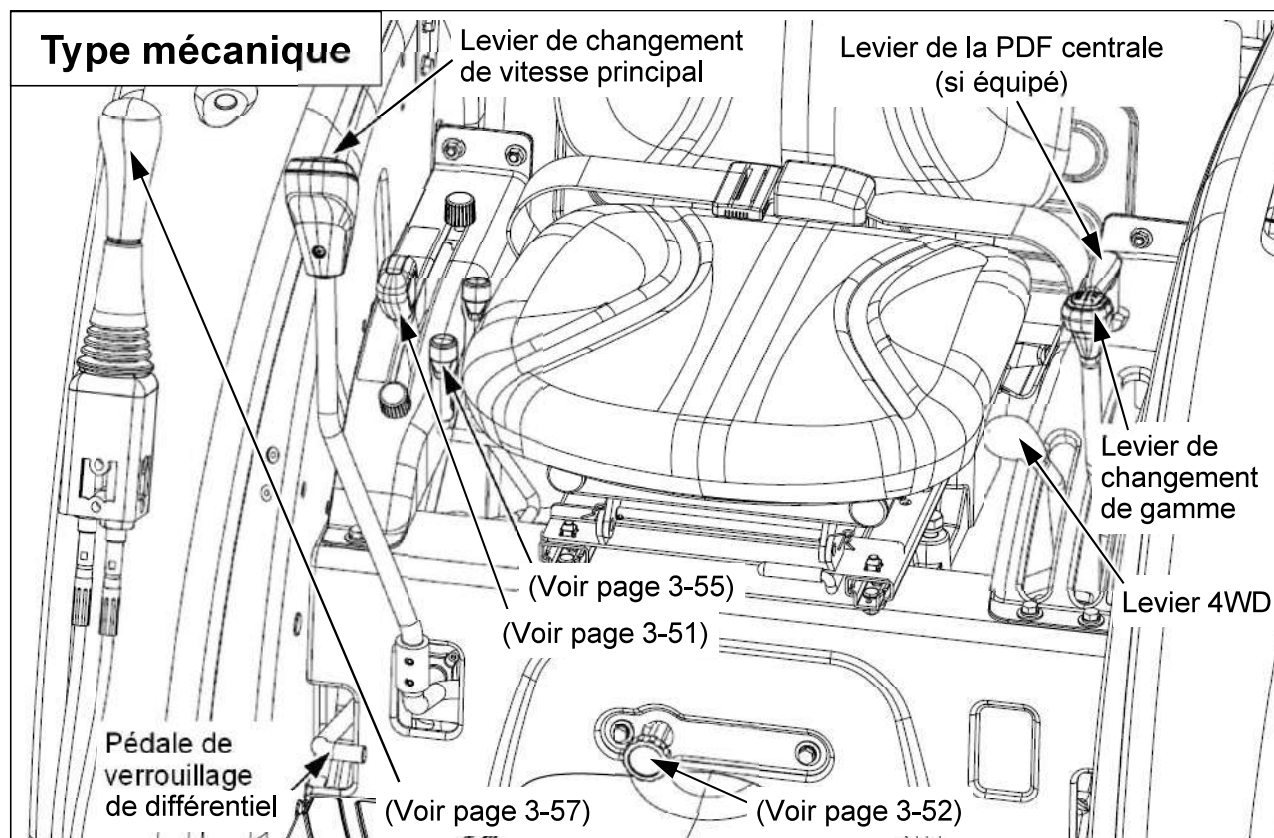 Type mécanique
Levier de changement
de vitesse principal
Levier de la PDF centrale
(si équipé)
Levier de
changement
de gamme
(Voir page 3-55)
Levier 4WD
(Voir page 3-51)
Pédale de
verrouillage
de différentiel
(Voir page 3-57)
(Voir page 3-52)